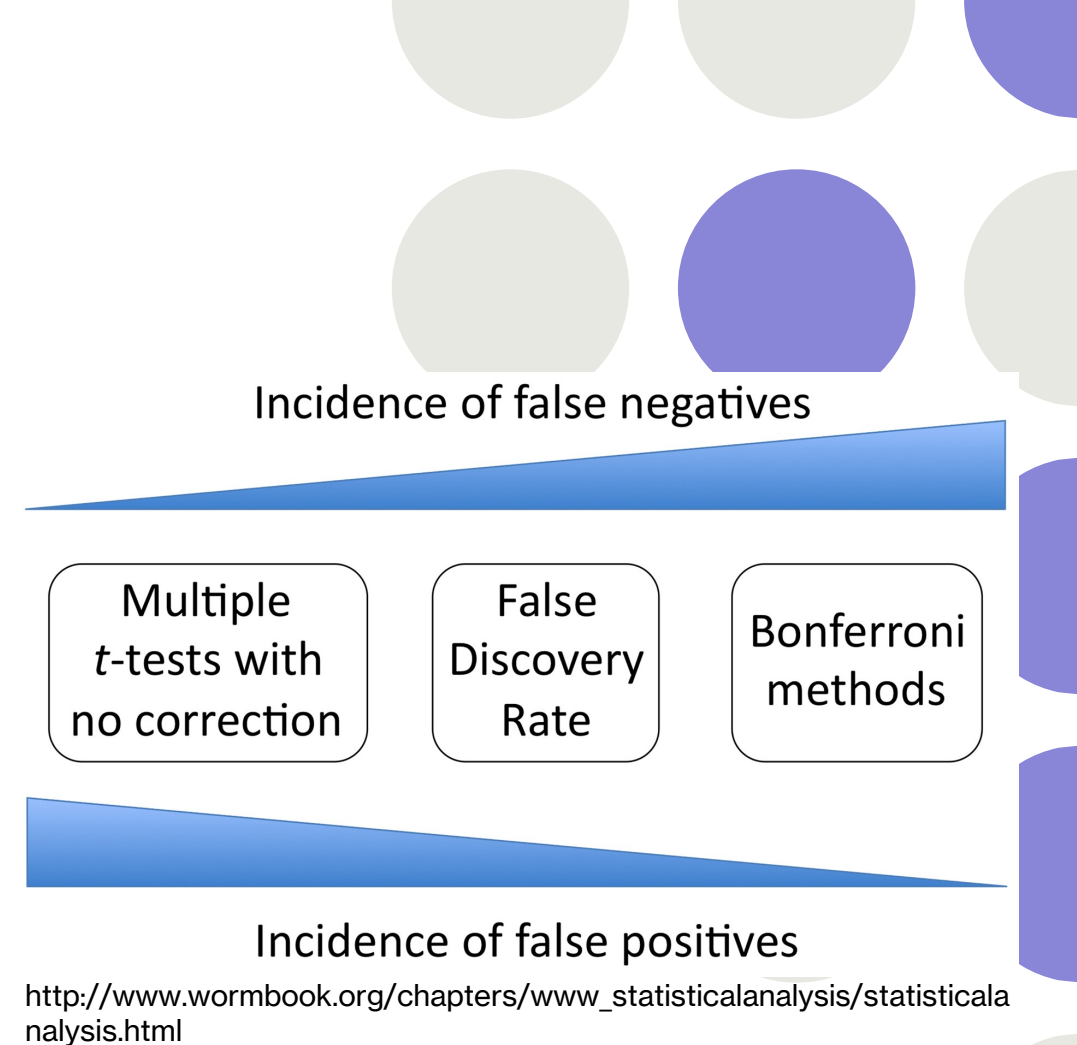 Incidence of false negatives
Multiple
t-tests with
no correction
False
Discovery
Rate
Bonferroni
methods
Incidence of false positives
http://www.wormbook.org/chapters/www_statisticalanalysis/statisticala
nalysis.html